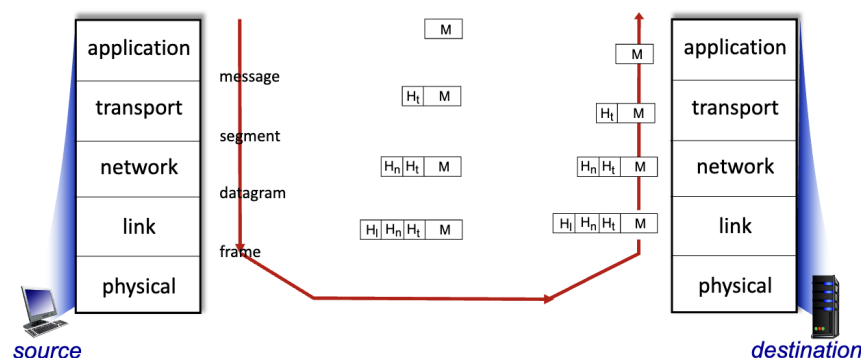 application
transport
network
link
physical
source
message
segment
datagram
frame
M
Hₜ M
Hₙ Hₜ M
Hₗ Hₙ Hₜ M
M
Hₜ M
Hₙ Hₜ M
Hₗ Hₙ Hₜ M
application
transport
network
link
physical
destination